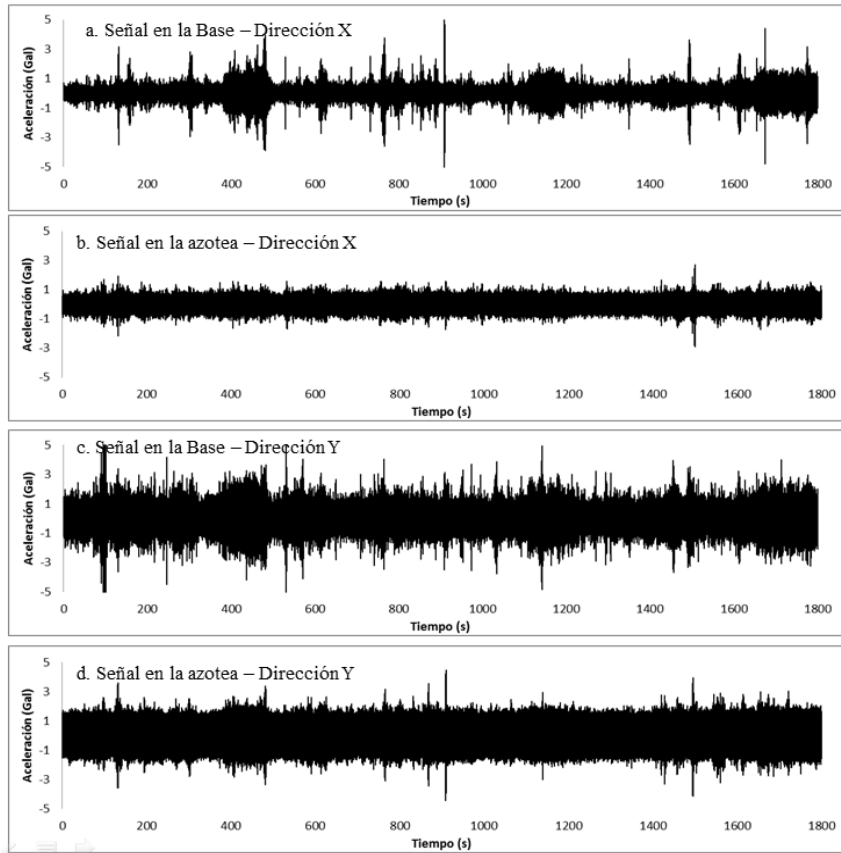 a. Señal en la Base – Dirección X
Aceleración (Gal)
5
3
1
-1
-3
-5
0 200 400 600 800 1000 1200 1400 1600 1800
Tiempo (s)
b. Señal en la azotea – Dirección X
Aceleración (Gal)
5
3
1
-1
-3
-5
0 200 400 600 800 1000 1200 1400 1600 1800
Tiempo (s)
c. Señal en la Base – Dirección Y
Aceleración (Gal)
5
3
1
-1
-3
-5
0 200 400 600 800 1000 1200 1400 1600 1800
Tiempo (s)
d. Señal en la azotea – Dirección Y
Aceleración (Gal)
5
3
1
-1
-3
-5
0 200 400 600 800 1000 1200 1400 1600 1800
Tiempo (s)